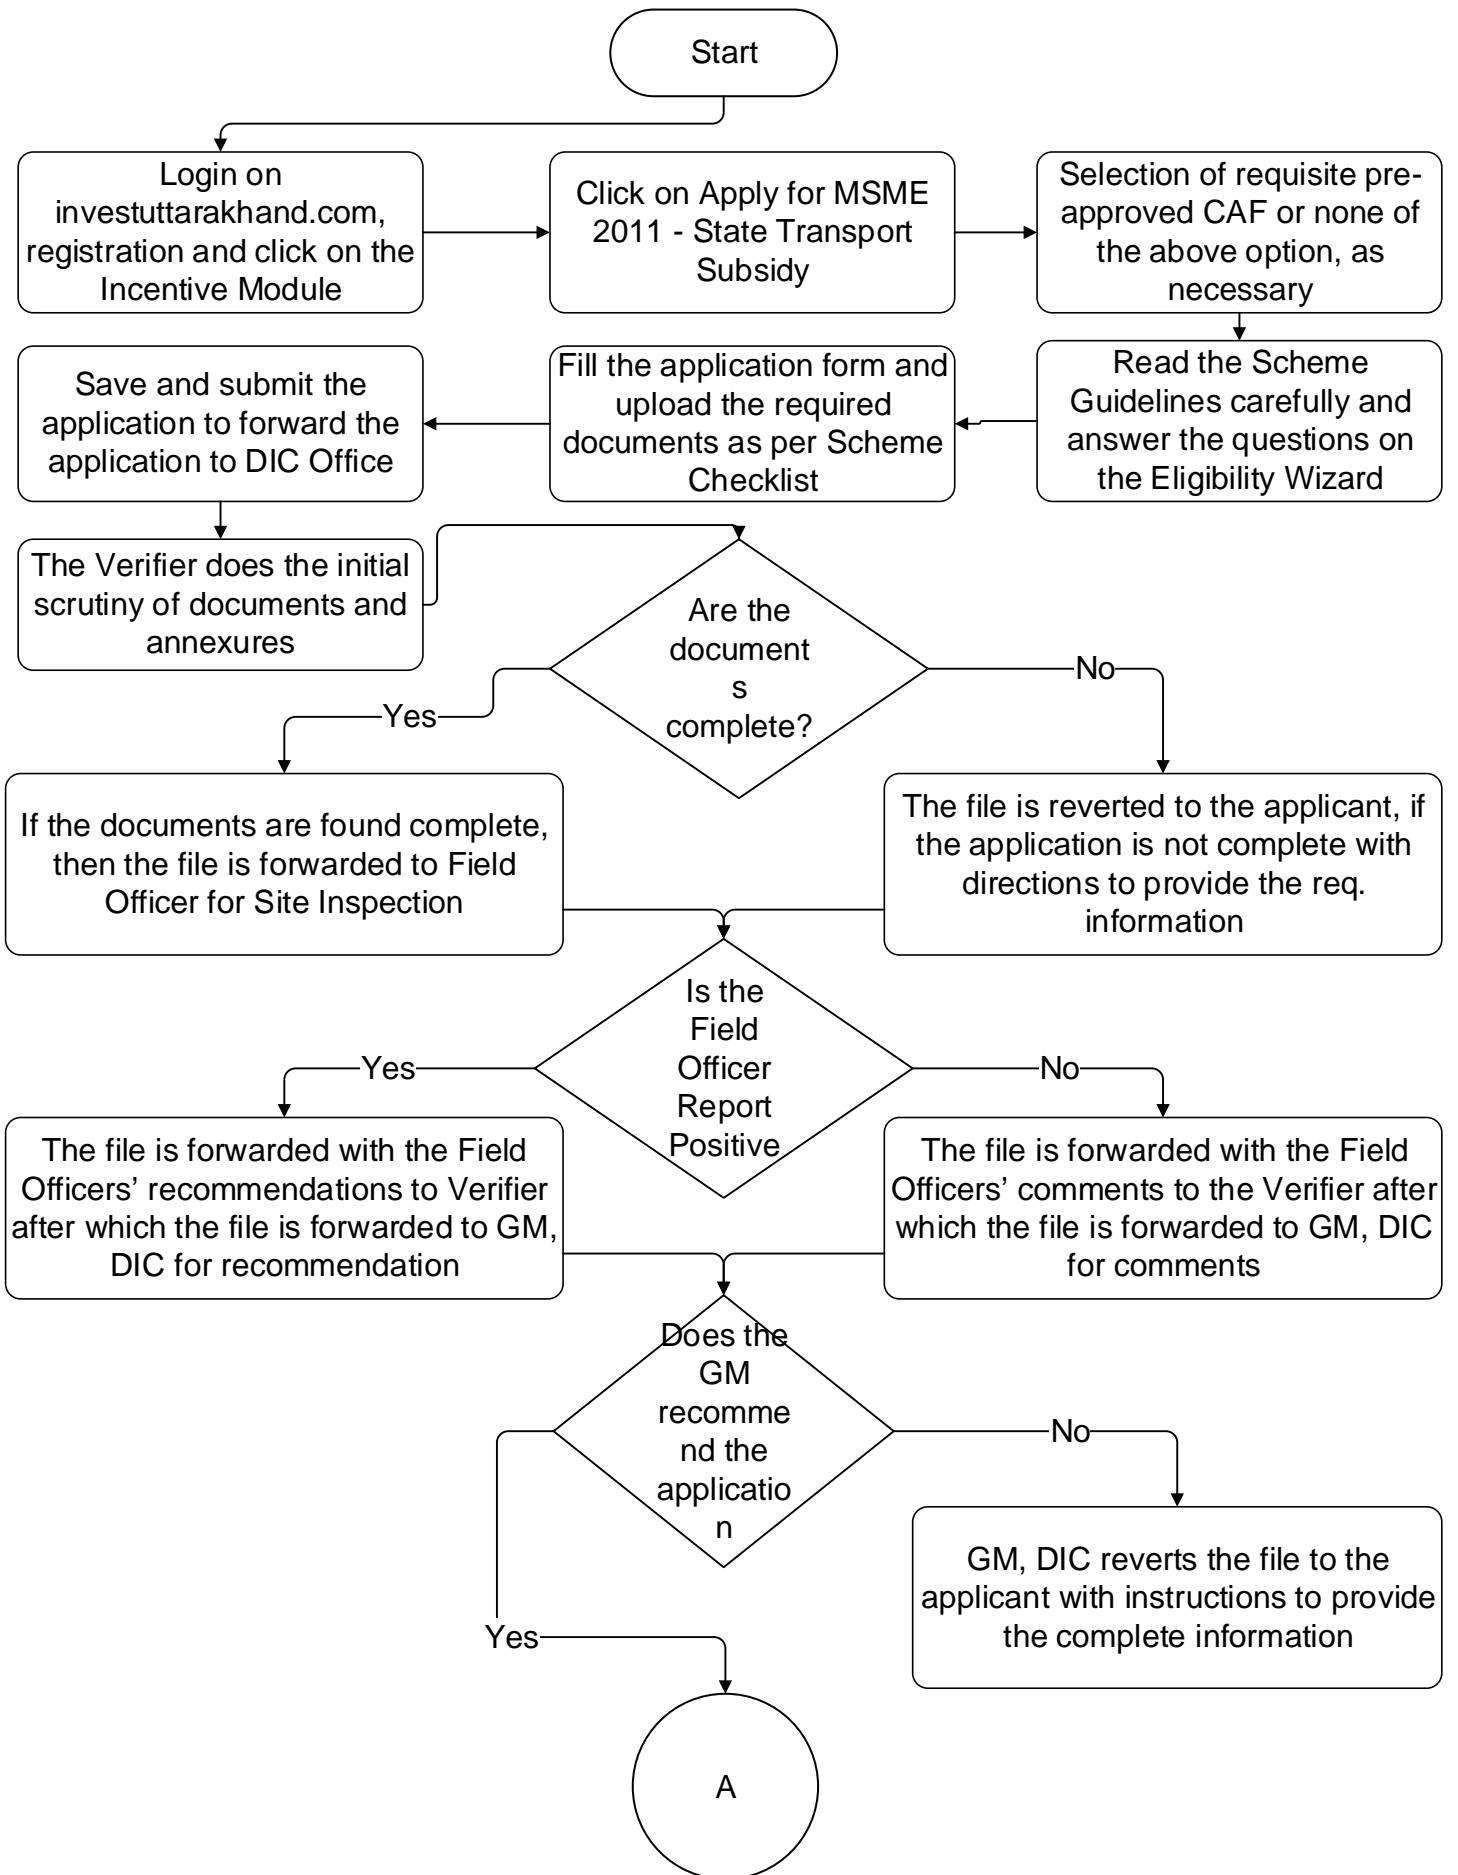 Start
Login on
investuttarakhand.com,
registration and click on the
Incentive Module
Click on Apply for MSME
2011 - State Transport
Subsidy
Selection of requisite pre-
approved CAF or none of
the above option, as
necessary
Read the Scheme
Guidelines carefully and
answer the questions on
the Eligibility Wizard
Fill the application form and
upload the required
documents as per Scheme
Checklist
Save and submit the
application to forward the
application to DIC Office
The Verifier does the initial
scrutiny of documents and
annexures
Are the
document
s
complete?
Yes
No
If the documents are found complete,
then the file is forwarded to Field
Officer for Site Inspection
The file is reverted to the applicant, if
the application is not complete with
directions to provide the req.
information
Is the
Field
Officer
Report
Positive
Yes
No
The file is forwarded with the Field
Officers’ recommendations to Verifier
after which the file is forwarded to GM,
DIC for recommendation
The file is forwarded with the Field
Officers’ comments to the Verifier after
which the file is forwarded to GM, DIC
for comments
Does the
GM
recomme
nd the
applicatio
n
No
Yes
GM, DIC reverts the file to the
applicant with instructions to provide
the complete information
A